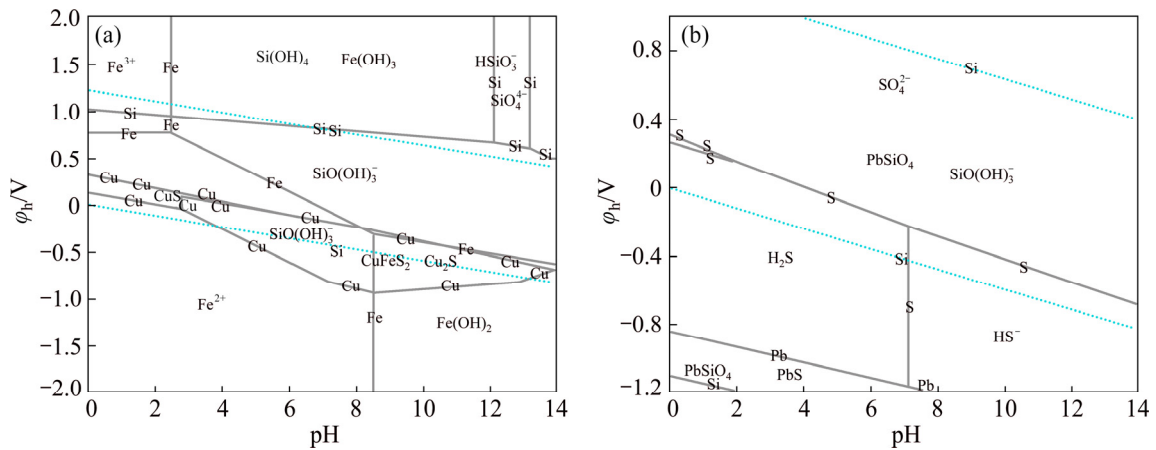 (a)
φh/V
2.0
1.5
1.0
0.5
0
−0.5
−1.0
−1.5
−2.0
Fe³⁺
Fe
Si(OH)₄
Fe(OH)₃
HSiO₃⁻
Si
Si
SiO₄⁴⁻
Si
Fe
Fe
Si
Si
Si
Si
SiO(OH)₃⁻
Fe
Cu
Cu
CuS
Cu
Cu
Cu
Cu
Cu
SiO(OH)₃⁻
Cu
Si
Cu
Fe
CuFeS₂
Cu₂S
Cu
Cu
Cu
Cu
Fe²⁺
Fe
Fe(OH)₂
0 2 4 6 8 10 12 14
pH
(b)
φh/V
0.8
0.4
0
−0.4
−0.8
−1.2
Si
SO₄²⁻
S
S
S
PbSiO₄
SiO(OH)₃⁻
S
H₂S
Si
S
S
HS⁻
Pb
PbSiO₄
PbS
Si
Pb
0 2 4 6 8 10 12 14
pH